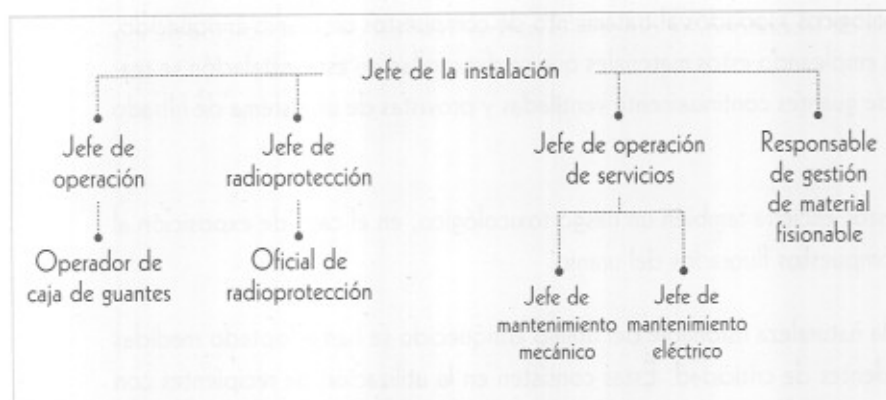 Jefe de la instalación
Jefe de
operación
Jefe de
radioprotección
Jefe de operación
de servicios
Responsable
de gestión
de material
fisionable
Operador de
caja de guantes
Oficial de
radioprotección
Jefe de
mantenimiento
mecánico
Jefe de
mantenimiento
eléctrico